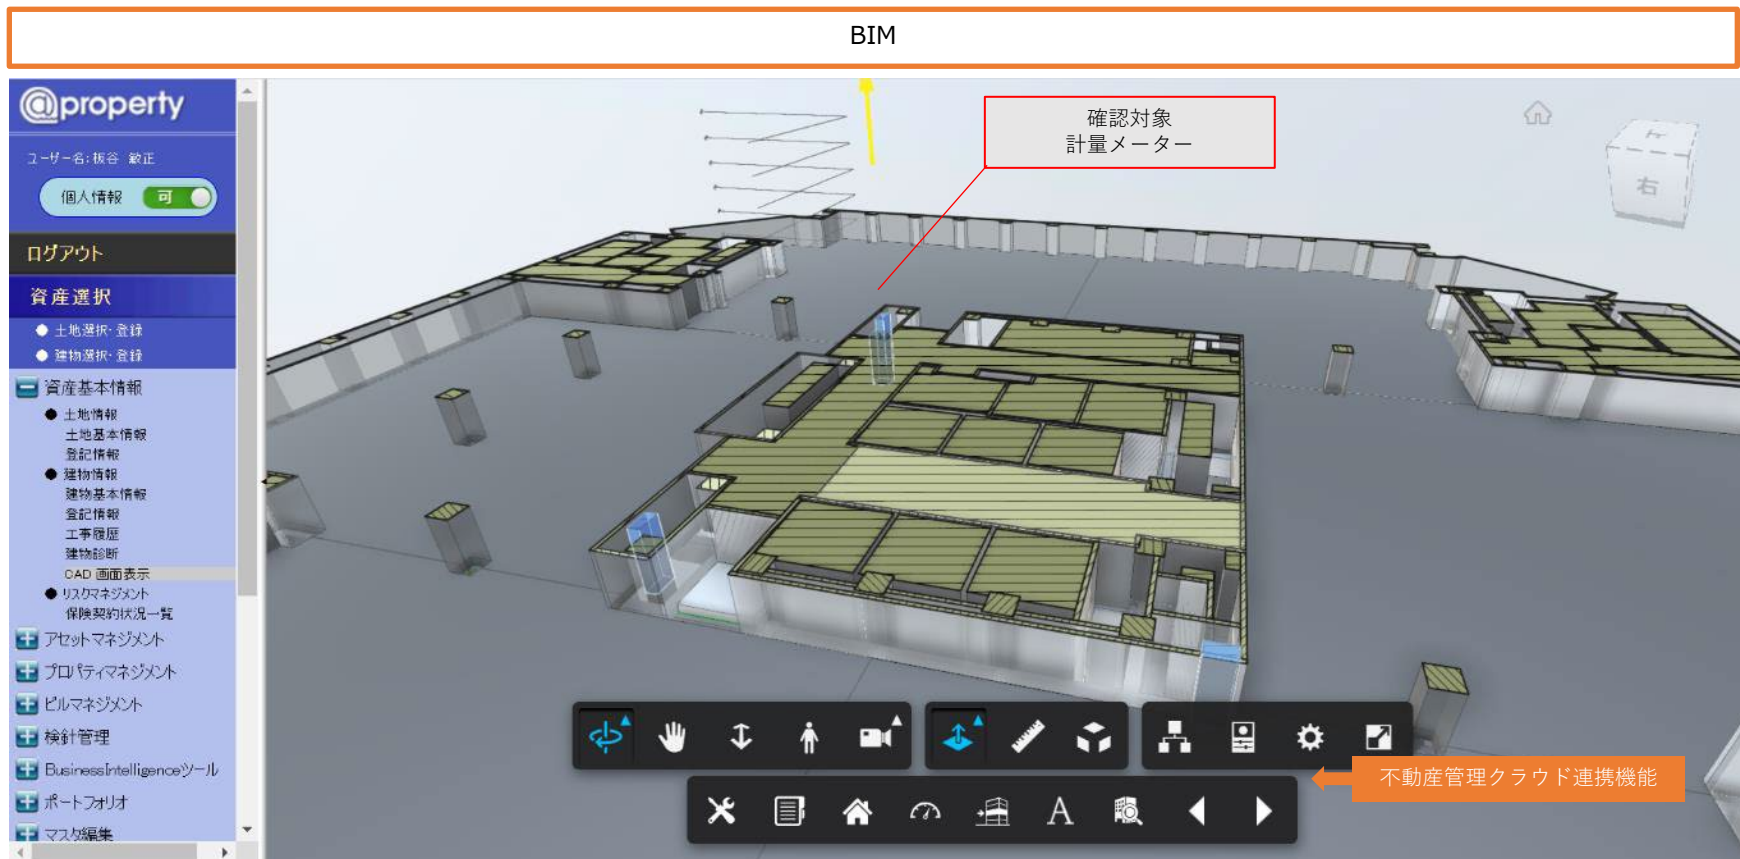 BIM
@property
ユーザー名:板谷 敏正
個人情報 可
ログアウト
資産選択
土地選択・登録
建物選択・登録
資産基本情報
土地情報
土地基本情報
登記情報
建物情報
建物基本情報
登記情報
工事履歴
建物診断
CAD 画面表示
リスクマネジメント
保険契約状況一覧
アセットマネジメント
プロパティマネジメント
ビルマネジメント
検針管理
BusinessIntelligenceツール
ポートフォリオ
マスタ編集
確認対象
計量メーター
上
右
A
不動産管理クラウド連携機能